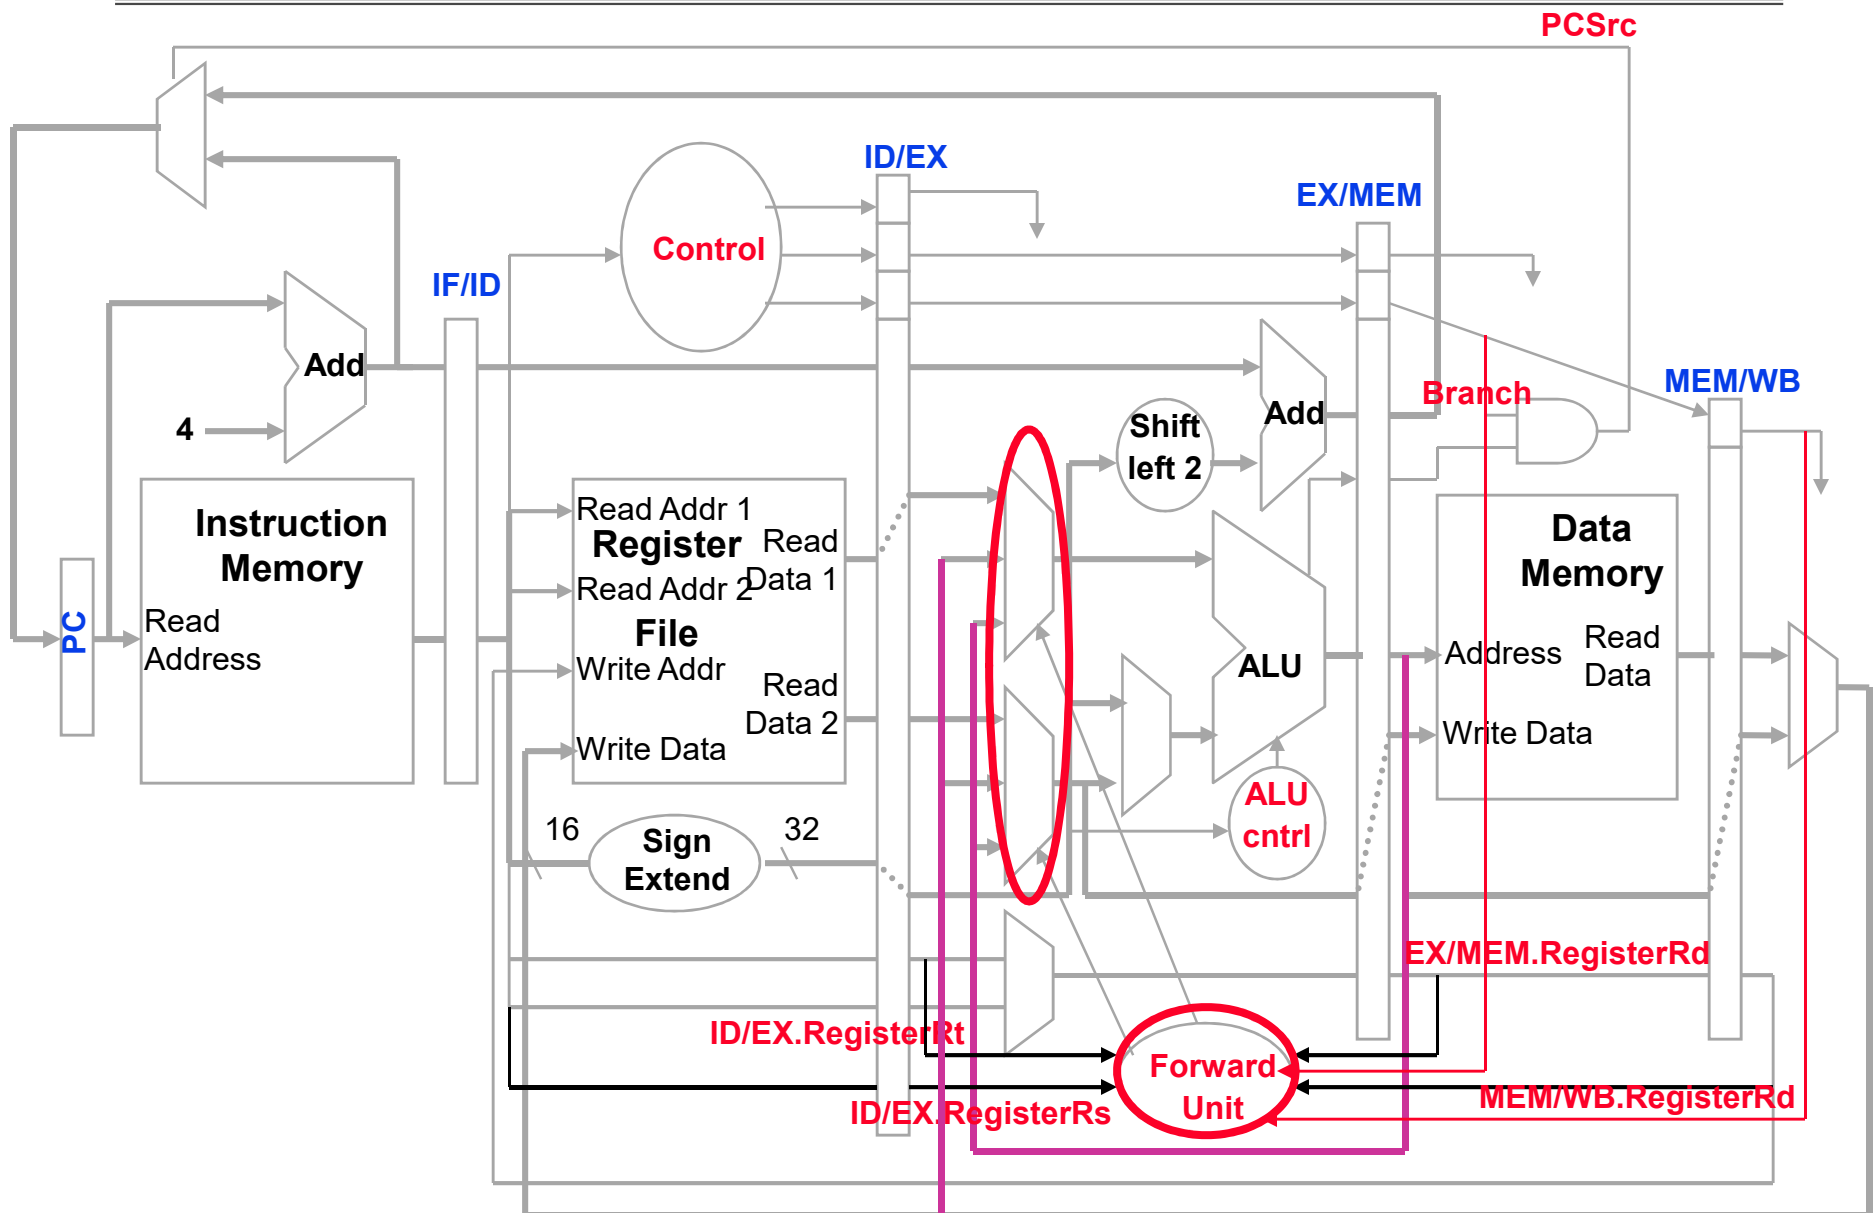 PCSrc
ID/EX
EX/MEM
Control
IF/ID
Add
MEM/WB
Branch
4
Shift
left 2
Add
Instruction
Memory
Read Addr 1
Register
Read
Data 1
Read Addr 2
File
Write Addr
Read
Data 2
Write Data
Data
Memory
PC
Read
Address
ALU
Address
Read
Data
Write Data
ALU
cntrl
16
Sign
Extend
32
EX/MEM.RegisterRd
ID/EX.RegisterRt
Forward
Unit
ID/EX.RegisterRs
MEM/WB.RegisterRd